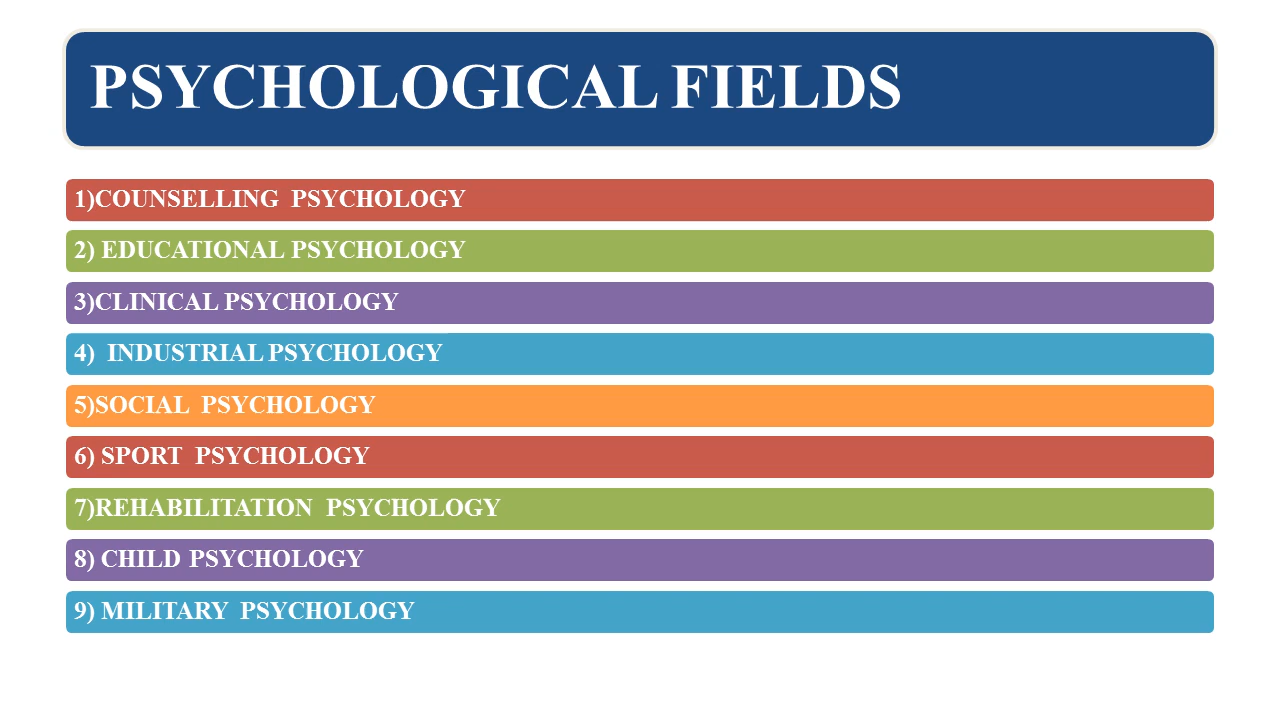 PSYCHOLOGICAL FIELDS
1)COUNSELLING  PSYCHOLOGY
2) EDUCATIONAL PSYCHOLOGY
3)CLINICAL PSYCHOLOGY
4)  INDUSTRIAL PSYCHOLOGY
5)SOCIAL  PSYCHOLOGY
6) SPORT  PSYCHOLOGY
7)REHABILITATION  PSYCHOLOGY
8) CHILD PSYCHOLOGY
9) MILITARY  PSYCHOLOGY